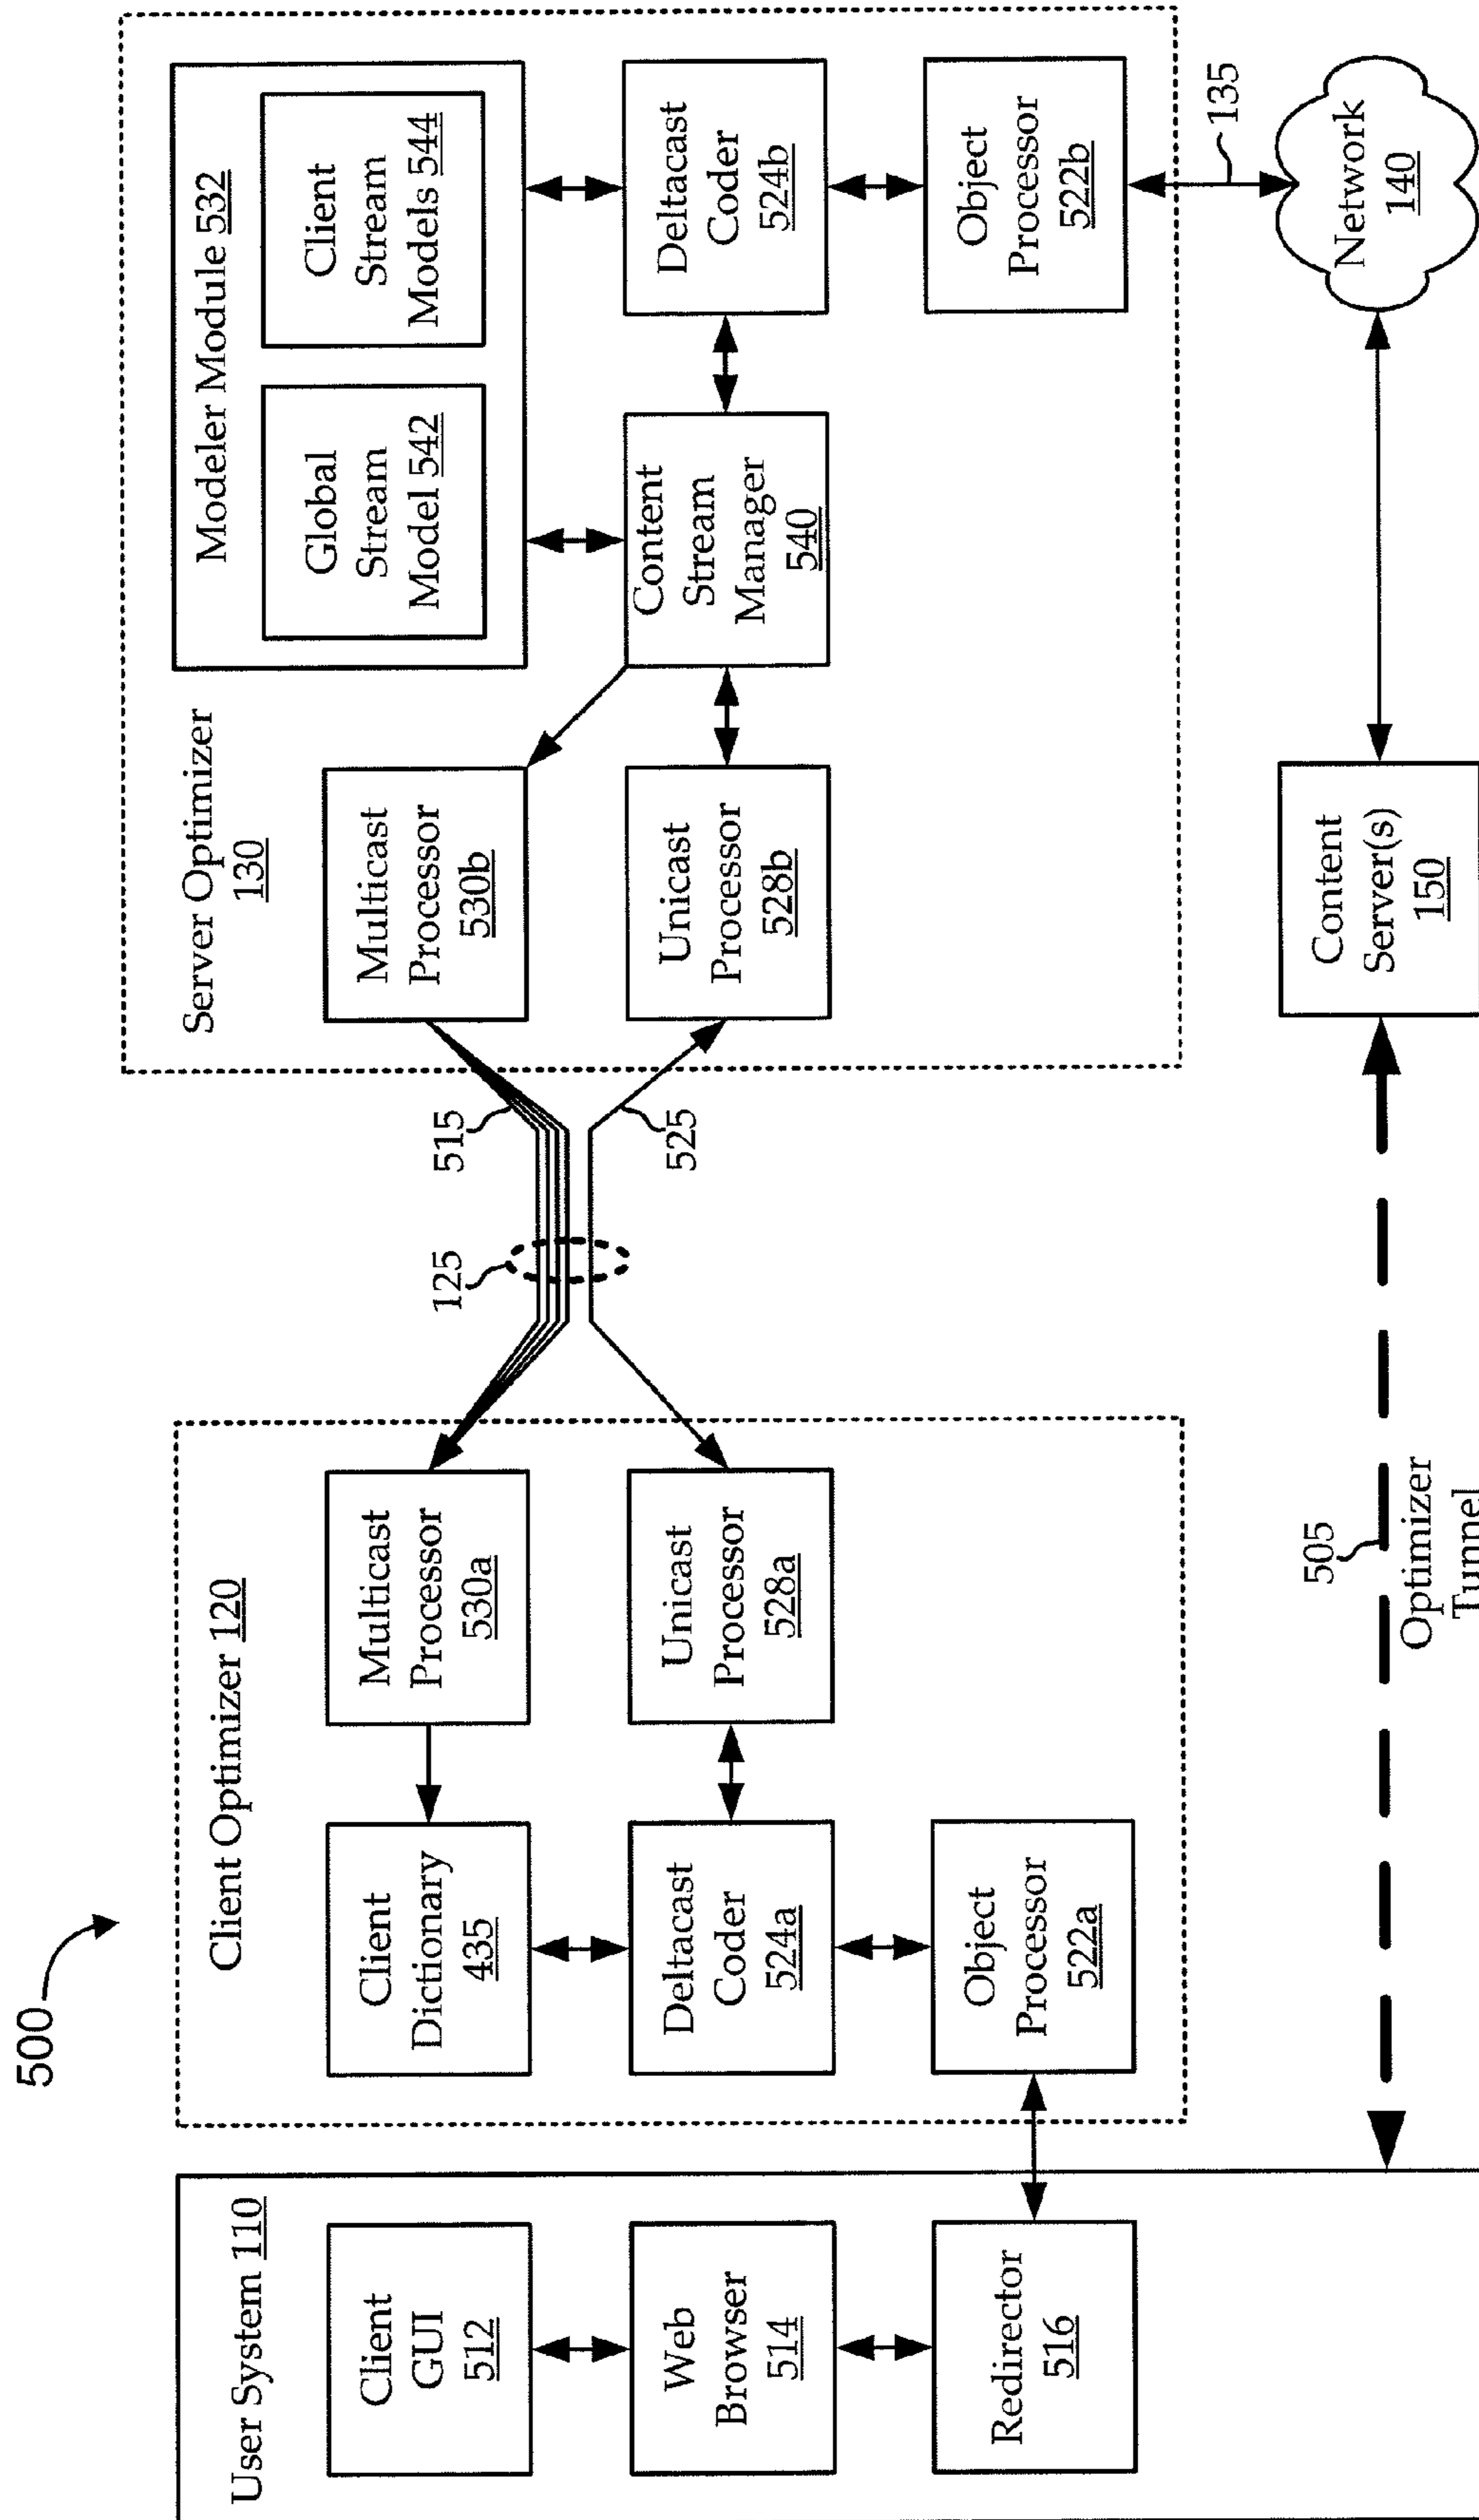 500
User System 110
Client
GUI
512
Web
Browser
514
Redirector
516
Client Optimizer 120
Client
Dictionary
435
Multicast
Processor
530a
Deltacast
Coder
524a
Unicast
Processor
528a
Object
Processor
522a
125
515
525
Server Optimizer
130
Multicast
Processor
530b
Unicast
Processor
528b
Modeler Module 532
Global
Stream
Model 542
Client
Stream
Models 544
Content
Stream
Manager
540
Deltacast
Coder
524b
Object
Processor
522b
135
Network
140
Content
Server(s)
150
505
Optimizer
Tunnel